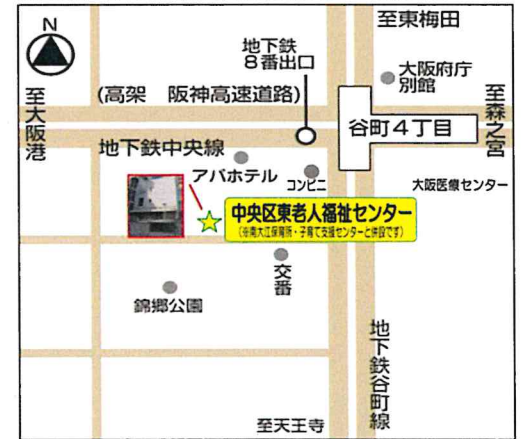 N
至東梅田
地下鉄
8番出口
大阪府庁
別館
至大阪港
(高架 阪神高速道路)
至森之宮
谷町4丁目
地下鉄中央線
アパホテル
コンビニ
大阪医療センター
中央区東老人福祉センター
(※南大江保育所・子育て支援センターと併設です)
交番
錦郷公園
地下鉄谷町線
至天王寺